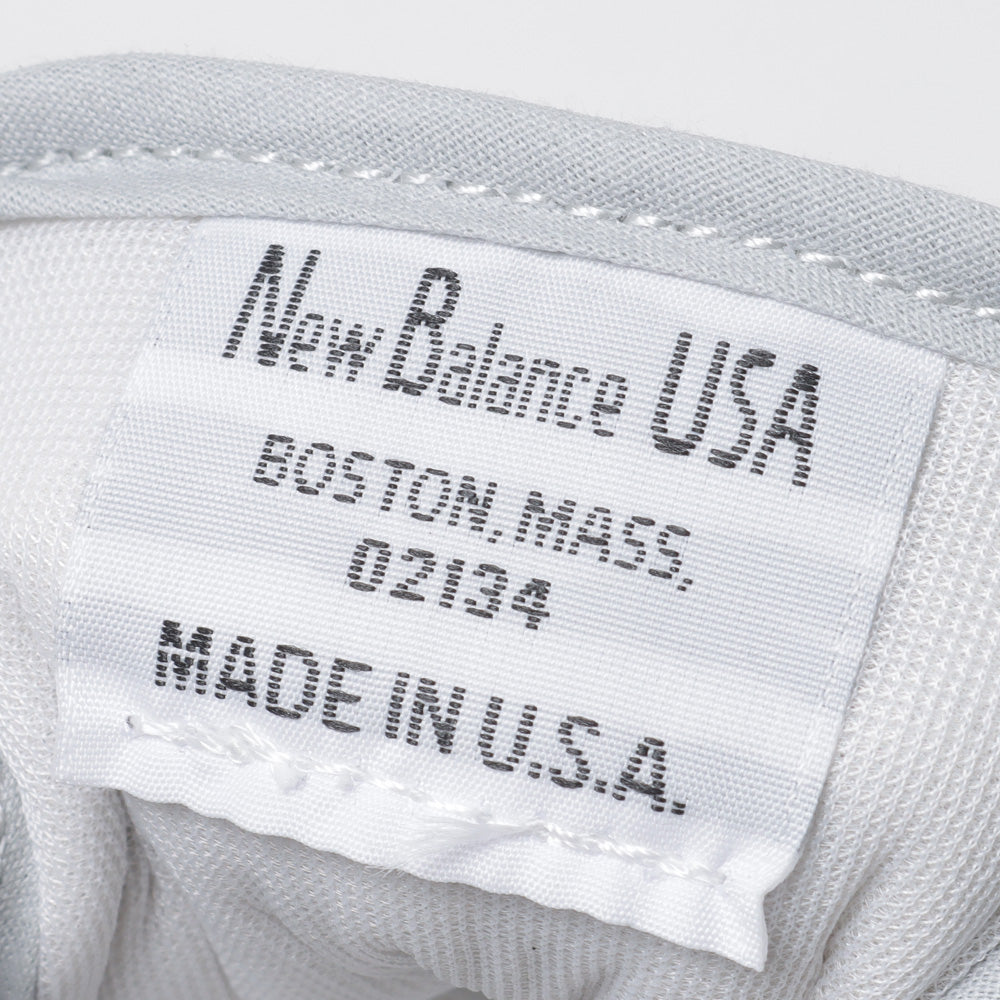 New Balance USA
BOSTON, MASS.
02134
MADE IN U.S.A.